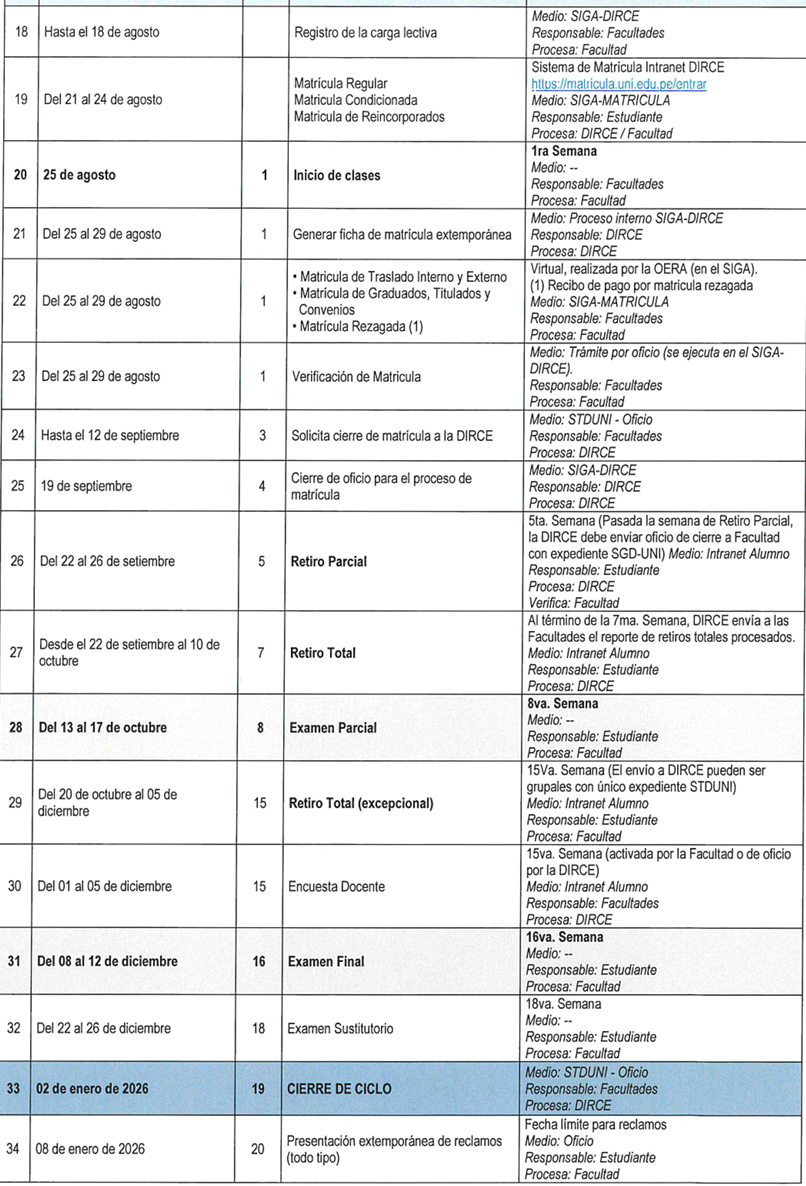 Medio: SIGA-DIRCE
18 Hasta el 18 de agosto Registro de la carga lectiva Responsable: Facultades
Procesa: Facultad
Sistema de Matrícula Intranet DIRCE
Matrícula Regular https://matricula.uni.edu.pe/entrar
19 Del 21 al 24 de agosto Matricula Condicionada Medio: SIGA-MATRICULA
Matricula de Reincorporados Responsable: Estudiante
Procesa: DIRCE / Facultad
1ra Semana
20 25 de agosto 1 Inicio de clases Medio: --
Responsable: Facultades
Procesa: Facultad
Medio: Proceso interno SIGA-DIRCE
21 Del 25 al 29 de agosto 1 Generar ficha de matrícula extemporánea Responsable: DIRCE
Procesa: DIRCE
• Matricula de Traslado Interno y Externo Virtual, realizada por la OERA (en el SIGA).
• Matrícula de Graduados, Titulados y (1) Recibo de pago por matricula rezagada
22 Del 25 al 29 de agosto 1 Convenios Medio: SIGA-MATRICULA
• Matrícula Rezagada (1) Responsable: Facultades
Procesa: Facultad
Medio: Trámite por oficio (se ejecuta en el SIGA-
23 Del 25 al 29 de agosto 1 Verificación de Matricula DIRCE).
Responsable: Facultades
Procesa: Facultad
Medio: STDUNI - Oficio
24 Hasta el 12 de septiembre 3 Solicita cierre de matrícula a la DIRCE Responsable: Facultades
Procesa: DIRCE
Medio: SIGA-DIRCE
25 19 de septiembre 4 Cierre de oficio para el proceso de Responsable: DIRCE
matrícula Procesa: DIRCE
5ta. Semana (Pasada la semana de Retiro Parcial,
la DIRCE debe enviar oficio de cierre a Facultad
26 Del 22 al 26 de setiembre 5 Retiro Parcial con expediente SGD-UNI) Medio: Intranet Alumno
Responsable: Estudiante
Procesa: DIRCE
Verifica: Facultad
Al término de la 7ma. Semana, DIRCE envía a las
Desde el 22 de setiembre al 10 de Facultades el reporte de retiros totales procesados.
27 octubre 7 Retiro Total Medio: Intranet Alumno
Responsable: Estudiante
Procesa: DIRCE
8va. Semana
28 Del 13 al 17 de octubre 8 Examen Parcial Medio: --
Responsable: Estudiante
Procesa: Facultad
15Va. Semana (El envío a DIRCE pueden ser
Del 20 de octubre al 05 de grupales con único expediente STDUNI)
29 diciembre 15 Retiro Total (excepcional) Medio: Intranet Alumno
Responsable: Estudiante
Procesa: Facultad
15va. Semana (activada por la Facultad o de oficio
por la DIRCE)
30 Del 01 al 05 de diciembre 15 Encuesta Docente Medio: Intranet Alumno
Responsable: Facultades
Procesa: DIRCE
16va. Semana
31 Del 08 al 12 de diciembre 16 Examen Final Medio: --
Responsable: Estudiante
Procesa: Facultad
18va. Semana
32 Del 22 al 26 de diciembre 18 Examen Sustitutorio Medio: --
Responsable: Estudiante
Procesa: Facultad
Medio: STDUNI - Oficio
33 02 de enero de 2026 19 CIERRE DE CICLO Responsable: Facultades
Procesa: DIRCE
Fecha límite para reclamos
34 08 de enero de 2026 20 Presentación extemporánea de reclamos Medio: Oficio
(todo tipo) Responsable: Estudiante
Procesa: Facultad